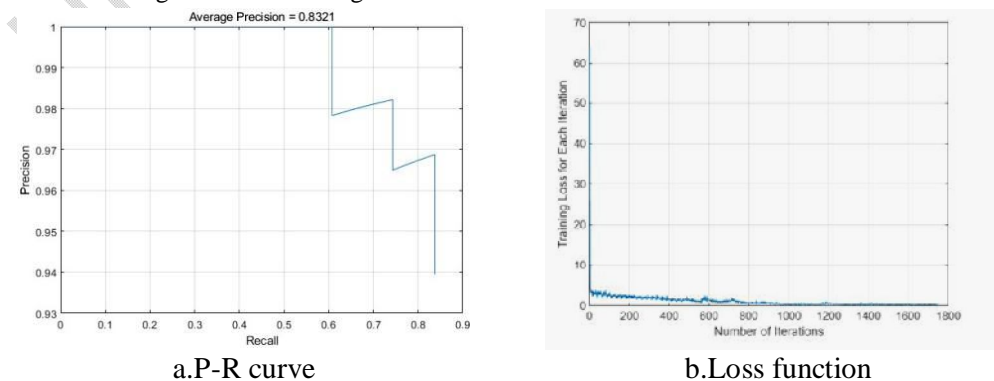 Average Precision = 0.8321
1
0.99
0.98
0.97
0.96
0.95
0.94
0.93
Precision
0 0.1 0.2 0.3 0.4 0.5 0.6 0.7 0.8 0.9
Recall
a.P-R curve
70
60
50
40
30
20
10
0
Training Loss for Each Iteration
0 200 400 600 800 1000 1200 1400 1600 1800
Number of Iterations
b.Loss function